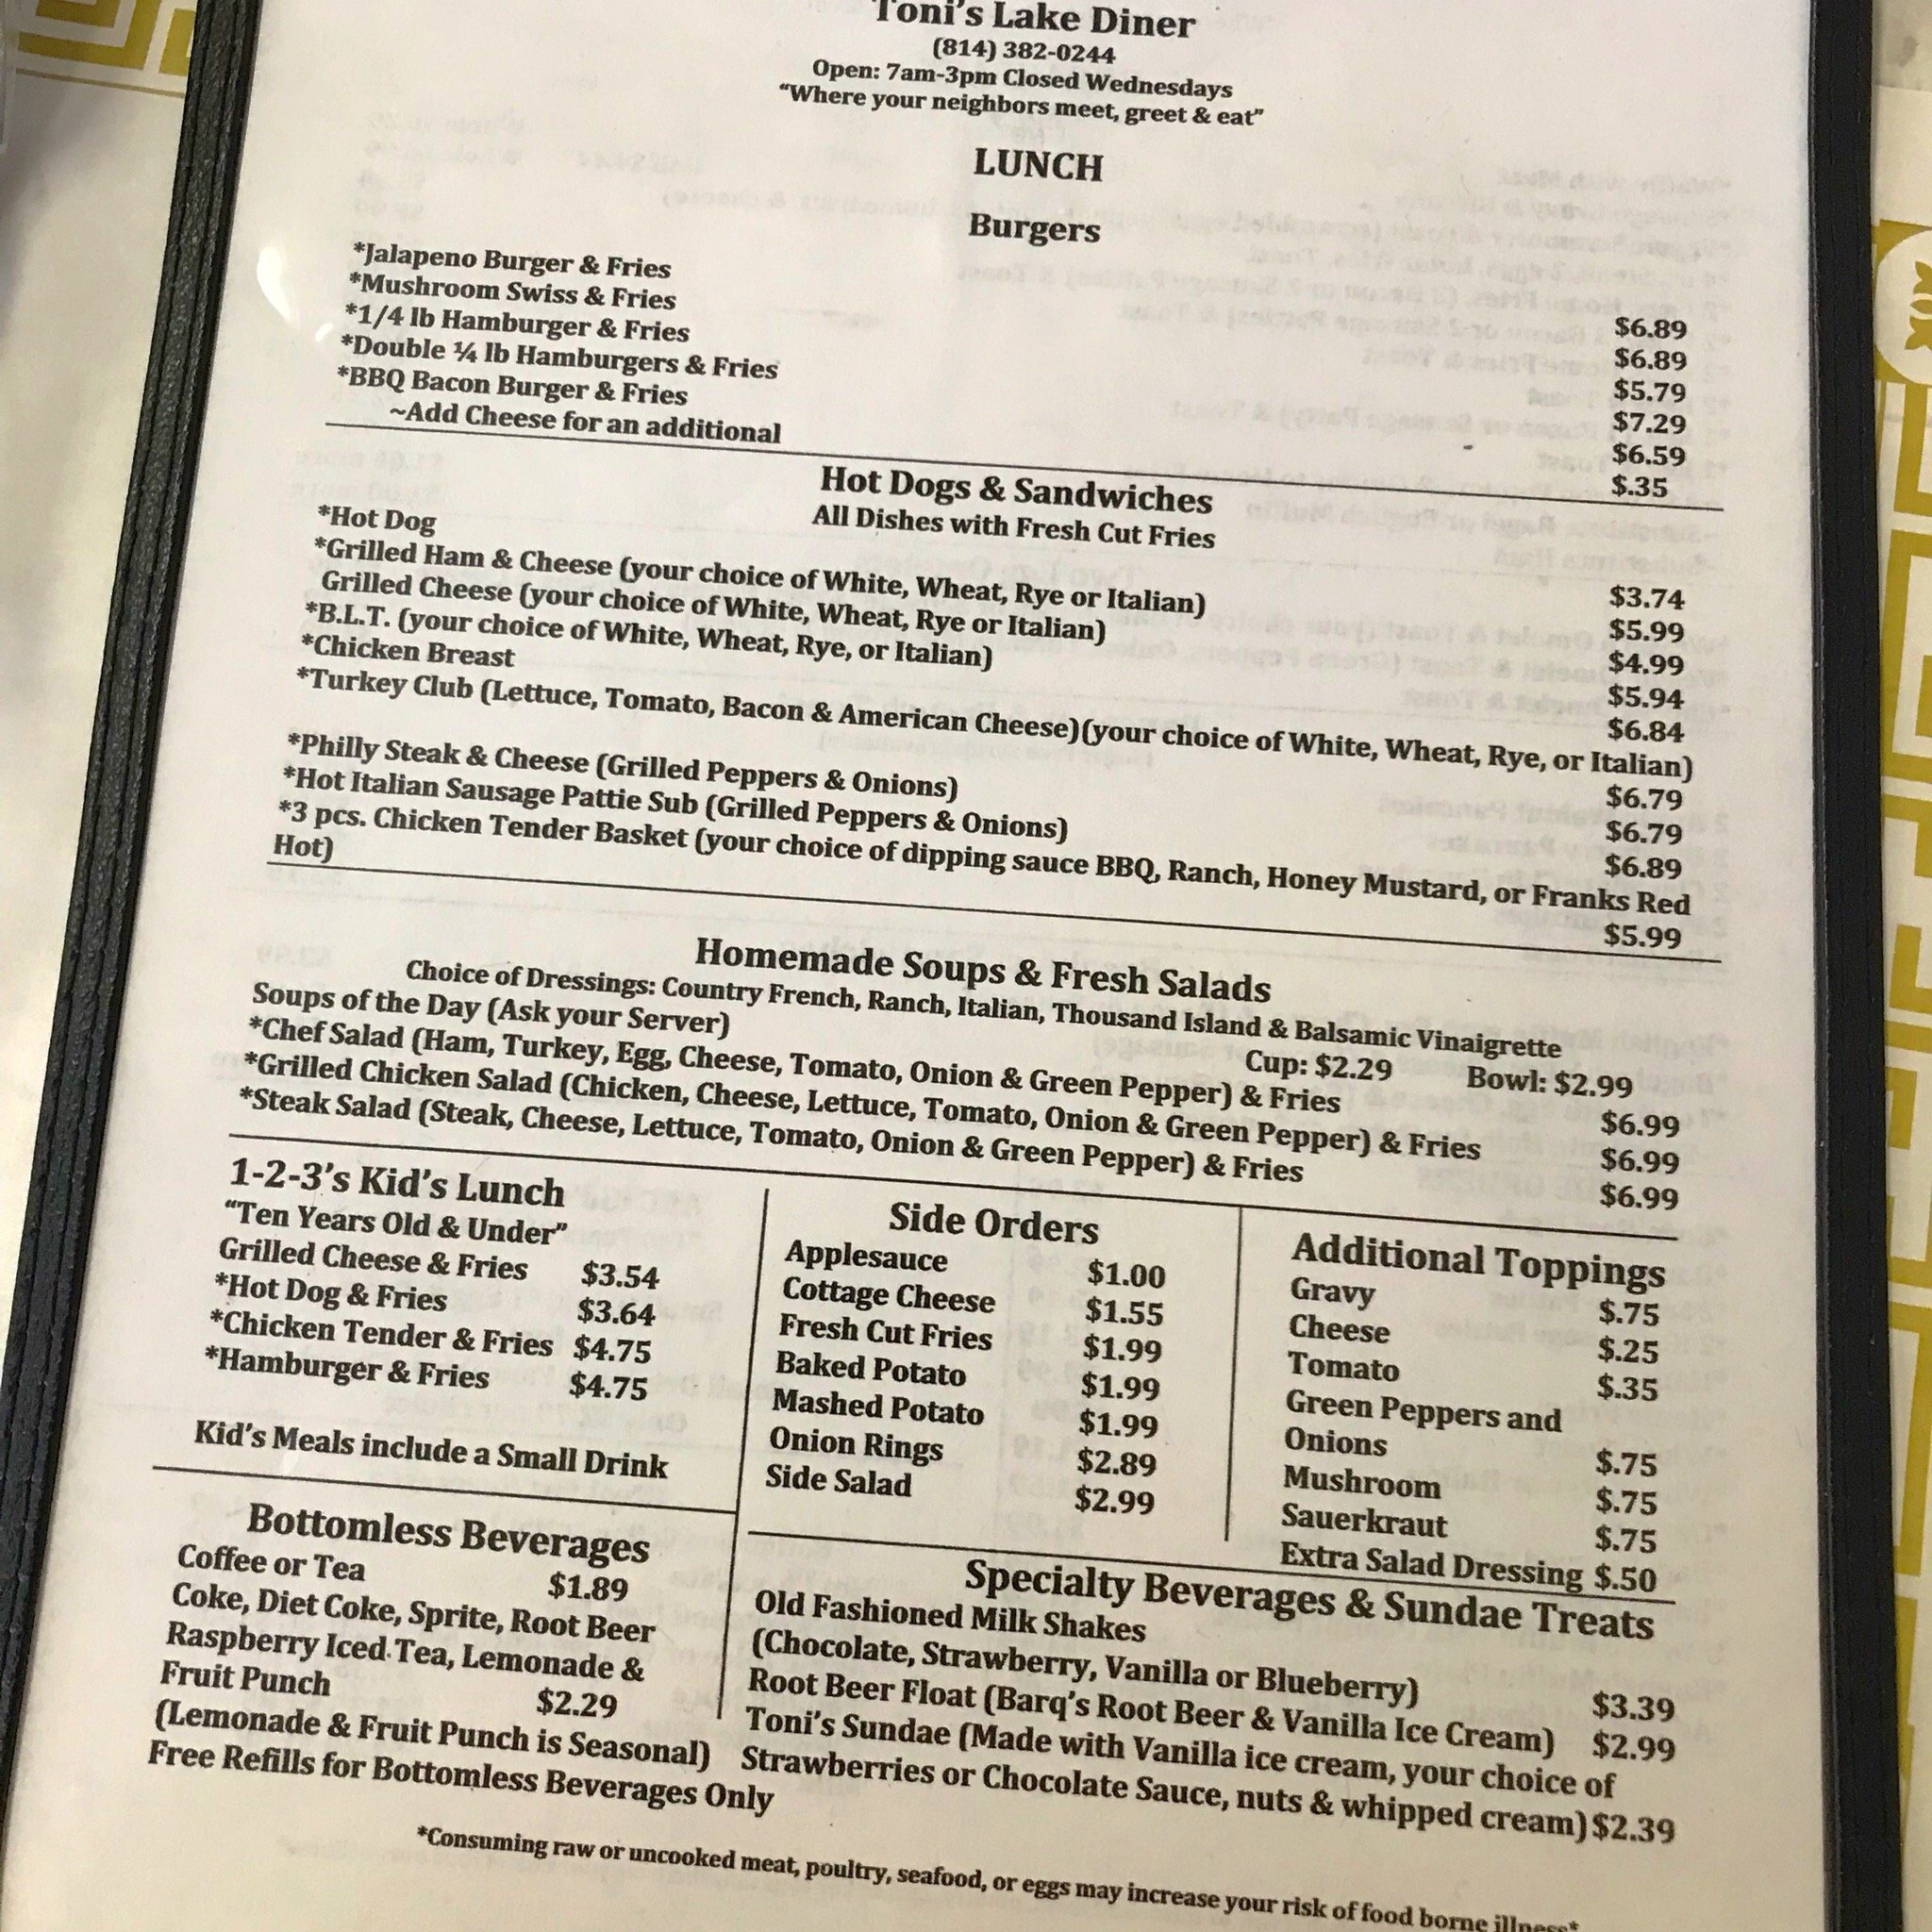 Toni's Lake Diner
(814) 382-0244
Open: 7am-3pm Closed Wednesdays
"Where your neighbors meet, greet & eat"
LUNCH
Burgers
*Jalapeno Burger & Fries $6.89
*Mushroom Swiss & Fries $6.89
*1/4 lb Hamburger & Fries $5.79
*Double ¼ lb Hamburgers & Fries $7.29
*BBQ Bacon Burger & Fries $6.59
~Add Cheese for an additional $.35
Hot Dogs & Sandwiches
All Dishes with Fresh Cut Fries
*Hot Dog $3.74
*Grilled Ham & Cheese (your choice of White, Wheat, Rye or Italian) $5.99
Grilled Cheese (your choice of White, Wheat, Rye or Italian) $4.99
*B.L.T. (your choice of White, Wheat, Rye, or Italian) $5.94
*Chicken Breast $6.84
*Turkey Club (Lettuce, Tomato, Bacon & American Cheese)(your choice of White, Wheat, Rye, or Italian)
$6.79
*Philly Steak & Cheese (Grilled Peppers & Onions) $6.79
*Hot Italian Sausage Pattie Sub (Grilled Peppers & Onions) $6.89
*3 pcs. Chicken Tender Basket (your choice of dipping sauce BBQ, Ranch, Honey Mustard, or Franks Red
Hot) $5.99
Homemade Soups & Fresh Salads
Choice of Dressings: Country French, Ranch, Italian, Thousand Island & Balsamic Vinaigrette
Soups of the Day (Ask your Server) Cup: $2.29 Bowl: $2.99
*Chef Salad (Ham, Turkey, Egg, Cheese, Tomato, Onion & Green Pepper) & Fries $6.99
*Grilled Chicken Salad (Chicken, Cheese, Lettuce, Tomato, Onion & Green Pepper) & Fries $6.99
*Steak Salad (Steak, Cheese, Lettuce, Tomato, Onion & Green Pepper) & Fries $6.99
1-2-3's Kid's Lunch
"Ten Years Old & Under"
Grilled Cheese & Fries $3.54
*Hot Dog & Fries $3.64
*Chicken Tender & Fries $4.75
*Hamburger & Fries $4.75
Kid's Meals include a Small Drink
Side Orders
Applesauce $1.00
Cottage Cheese $1.55
Fresh Cut Fries $1.99
Baked Potato $1.99
Mashed Potato $1.99
Onion Rings $2.89
Side Salad $2.99
Additional Toppings
Gravy $.75
Cheese $.25
Tomato $.35
Green Peppers and
Onions $.75
Mushroom $.75
Sauerkraut $.75
Extra Salad Dressing $.50
Bottomless Beverages
Coffee or Tea $1.89
Coke, Diet Coke, Sprite, Root Beer
Raspberry Iced Tea, Lemonade &
Fruit Punch $2.29
(Lemonade & Fruit Punch is Seasonal)
Free Refills for Bottomless Beverages Only
Specialty Beverages & Sundae Treats
Old Fashioned Milk Shakes
(Chocolate, Strawberry, Vanilla or Blueberry) $3.39
Root Beer Float (Barq's Root Beer & Vanilla Ice Cream) $2.99
Toni's Sundae (Made with Vanilla ice cream, your choice of
Strawberries or Chocolate Sauce, nuts & whipped cream) $2.39
*Consuming raw or uncooked meat, poultry, seafood, or eggs may increase your risk of food borne illness*